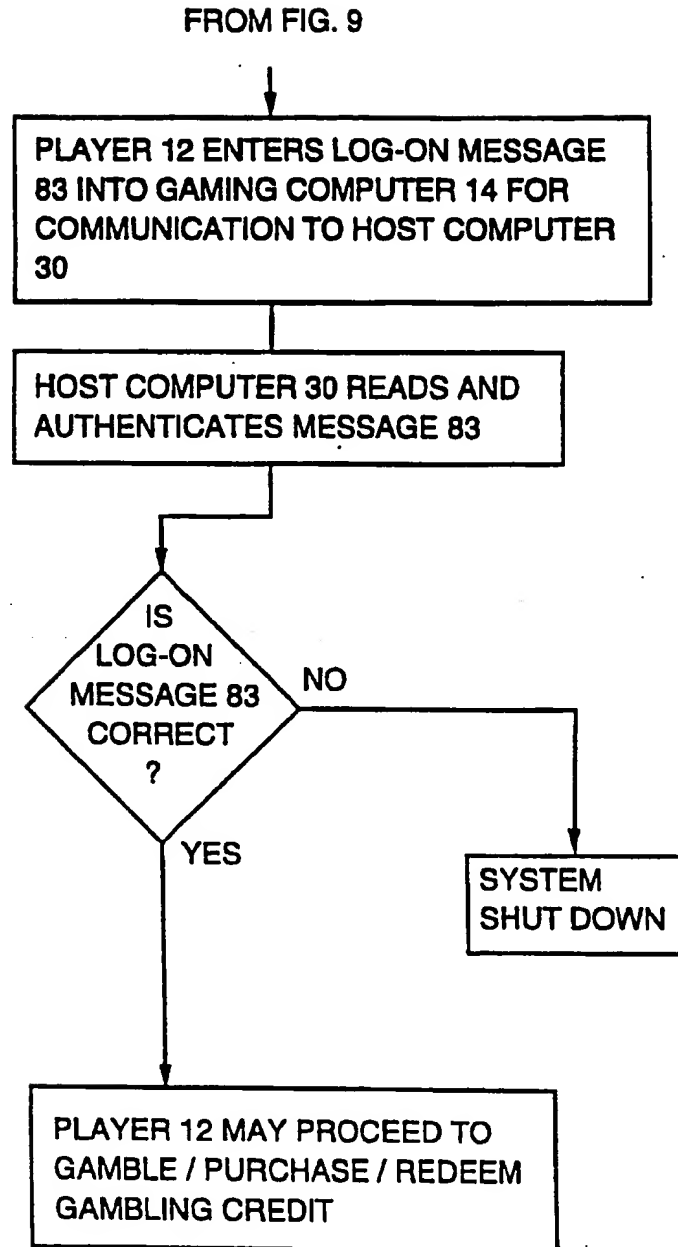 FROM FIG. 9
PLAYER 12 ENTERS LOG-ON MESSAGE
83 INTO GAMING COMPUTER 14 FOR
COMMUNICATION TO HOST COMPUTER
30
HOST COMPUTER 30 READS AND
AUTHENTICATES MESSAGE 83
IS
LOG-ON
MESSAGE 83
CORRECT
?
NO
YES
SYSTEM
SHUT DOWN
PLAYER 12 MAY PROCEED TO
GAMBLE / PURCHASE / REDEEM
GAMBLING CREDIT